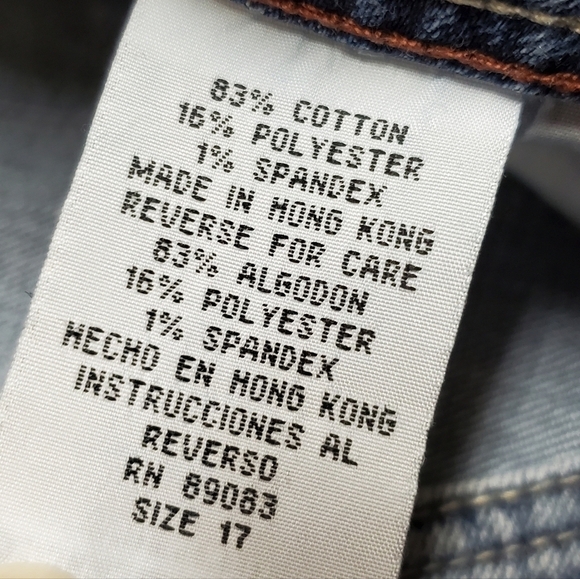 83% COTTON
16% POLYESTER
1% SPANDEX
MADE IN HONG KONG
REVERSE FOR CARE
83% ALGODON
16% POLYESTER
1% SPANDEX
HECHO EN HONG KONG
INSTRUCCIONES AL
REVERSO
RN 89083
SIZE 17